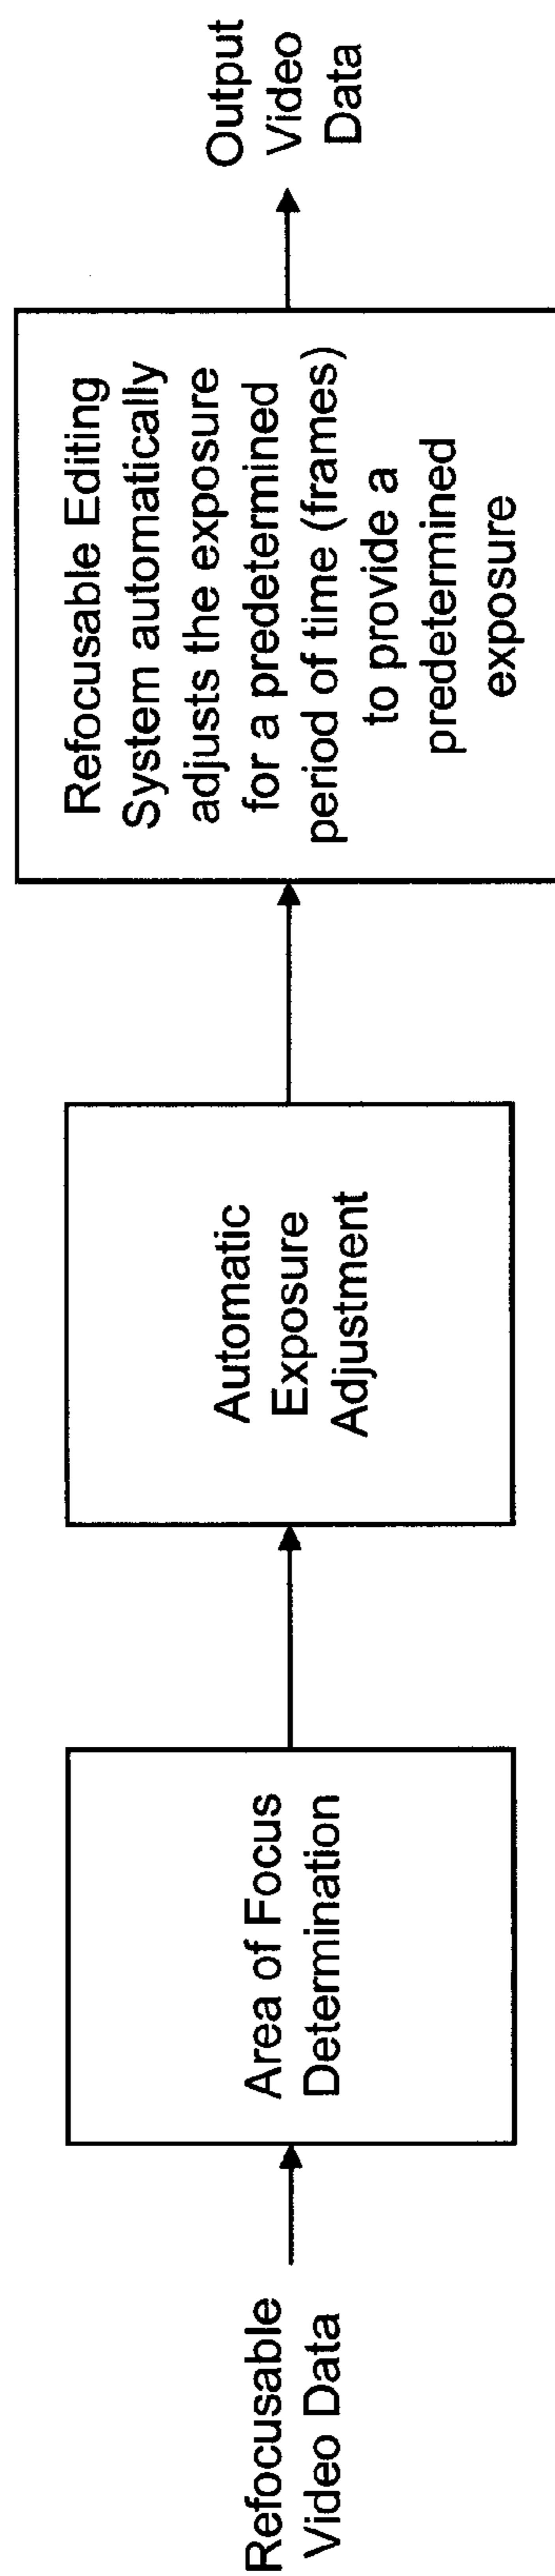 Refocusable
Video Data
Area of Focus
Determination
Automatic
Exposure
Adjustment
Refocusable Editing
System automatically
adjusts the exposure
for a predetermined
period of time (frames)
to provide a
predetermined
exposure
Output
Video
Data